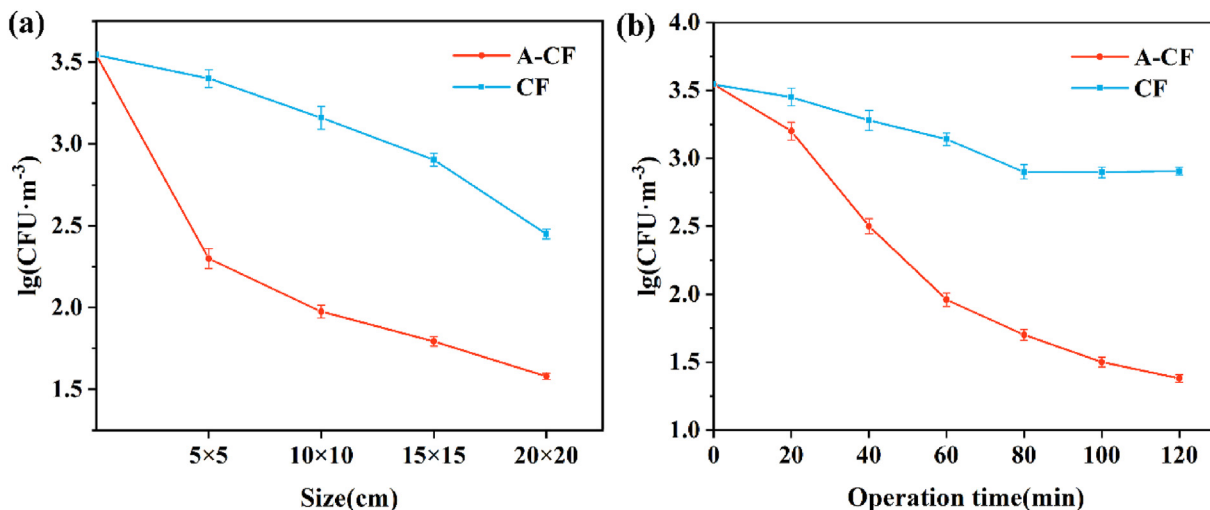 (a)
A-CF
CF
lg(CFU·m⁻³)
3.5
3.0
2.5
2.0
1.5
5×5 10×10 15×15 20×20
Size(cm)
(b)
A-CF
CF
lg(CFU·m⁻³)
4.0
3.5
3.0
2.5
2.0
1.5
1.0
0 20 40 60 80 100 120
Operation time(min)